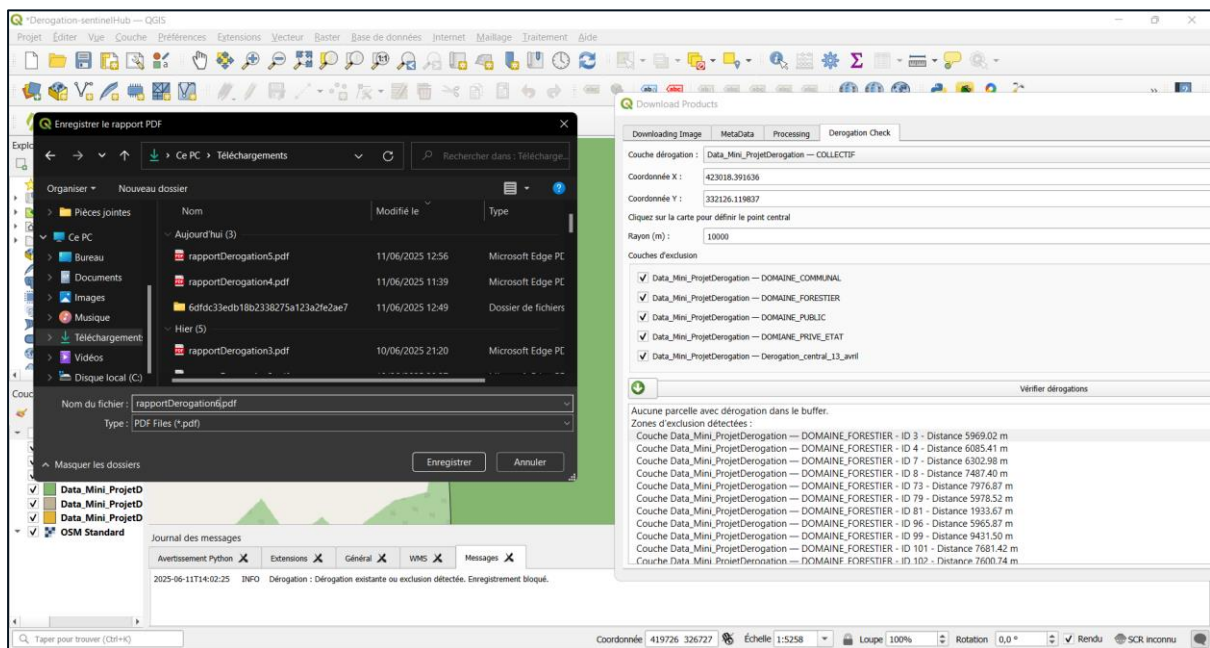 *Derogation-sentinelHub — QGIS
Projet Éditer Vue Couche Préférences Extensions Vecteur Raster Base de données Internet Maillage Traitement Aide
Enregistrer le rapport PDF
Ce PC > Téléchargements
Rechercher dans : Télécharge...
Organiser
Nouveau dossier
Nom
Modifié le
Type
Pièces jointes
Ce PC
Bureau
Documents
Images
Musique
Téléchargement
Vidéos
Disque local (C:)
Aujourd'hui (3)
rapportDerogation5.pdf 11/06/2025 12:56 Microsoft Edge PD
rapportDerogation4.pdf 11/06/2025 11:39 Microsoft Edge PD
6dfdc33edb18b2338275a123a2fe2ae7 11/06/2025 12:49 Dossier de fichiers
Hier (5)
rapportDerogation3.pdf 10/06/2025 21:20 Microsoft Edge PD
Nom du fichier : rapportDerogation6.pdf
Type : PDF Files (*.pdf)
Masquer les dossiers
Enregistrer
Annuler
Explo
Couc
Data_Mini_ProjetD
Data_Mini_ProjetD
Data_Mini_ProjetD
OSM Standard
Download Products
Downloading Image MetaData Processing Derogation Check
Couche dérogation : Data_Mini_ProjetDerogation — COLLECTIF
Coordonnée X : 423018.391636
Coordonnée Y : 332126.119837
Cliquez sur la carte pour définir le point central
Rayon (m) : 10000
Couches d'exclusion
Data_Mini_ProjetDerogation — DOMAINE_COMMUNAL
Data_Mini_ProjetDerogation — DOMAINE_FORESTIER
Data_Mini_ProjetDerogation — DOMAINE_PUBLIC
Data_Mini_ProjetDerogation — DOMIANE_PRIVE_ETAT
Data_Mini_ProjetDerogation — Derogation_central_13_avril
Vérifier dérogations
Aucune parcelle avec dérogation dans le buffer.
Zones d'exclusion détectées :
Couche Data_Mini_ProjetDerogation — DOMAINE_FORESTIER - ID 3 - Distance 5969.02 m
Couche Data_Mini_ProjetDerogation — DOMAINE_FORESTIER - ID 4 - Distance 6085.41 m
Couche Data_Mini_ProjetDerogation — DOMAINE_FORESTIER - ID 7 - Distance 6302.98 m
Couche Data_Mini_ProjetDerogation — DOMAINE_FORESTIER - ID 8 - Distance 7487.40 m
Couche Data_Mini_ProjetDerogation — DOMAINE_FORESTIER - ID 73 - Distance 7976.87 m
Couche Data_Mini_ProjetDerogation — DOMAINE_FORESTIER - ID 79 - Distance 5978.52 m
Couche Data_Mini_ProjetDerogation — DOMAINE_FORESTIER - ID 81 - Distance 1933.67 m
Couche Data_Mini_ProjetDerogation — DOMAINE_FORESTIER - ID 96 - Distance 5965.87 m
Couche Data_Mini_ProjetDerogation — DOMAINE_FORESTIER - ID 99 - Distance 9431.50 m
Couche Data_Mini_ProjetDerogation — DOMAINE_FORESTIER - ID 101 - Distance 7681.42 m
Couche Data_Mini_ProjetDerogation — DOMAINE_FORESTIER - ID 102 - Distance 7600.74 m
Journal des messages
Avertissement Python Extensions Général WMS Messages
2025-06-11T14:02:25 INFO Dérogation : Dérogation existante ou exclusion détectée. Enregistrement bloqué.
Taper pour trouver (Ctrl+K)
Coordonnée 419726 326727 Échelle 1:5258 Loupe 100% Rotation 0,0 ° Rendu SCR inconnu